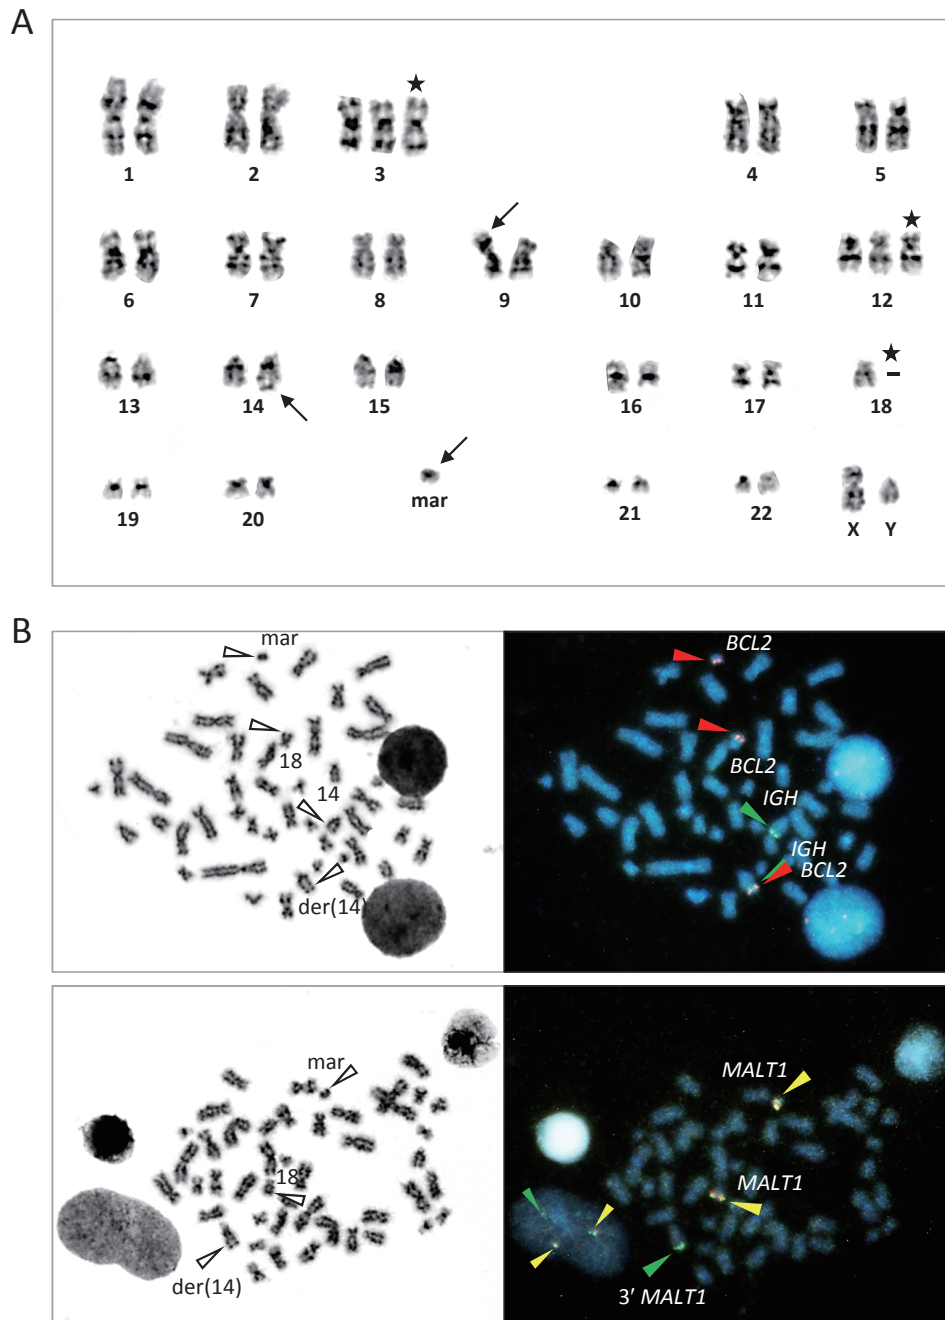 A
1 2 3 4 5
6 7 8 9 10 11 12
13 14 15 16 17 18
19 20 mar 21 22 X Y
B
mar
18
14
der(14)
BCL2
BCL2
IGH
IGH
BCL2
mar
18
der(14)
MALT1
MALT1
3′ MALT1